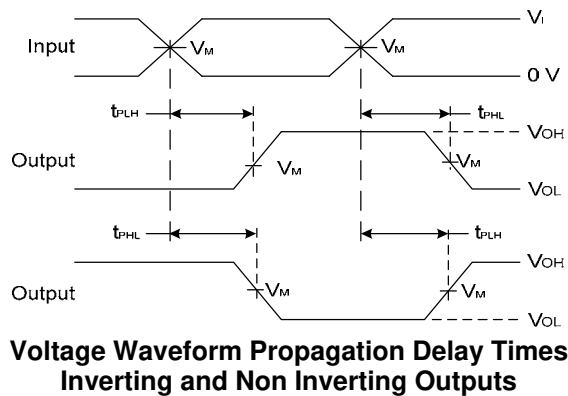 Vı
Input
VM
VM
0 V
tPLH
tPHL
VOH
Output
VM
VM
VOL
tPHL
tPLH
VOH
Output
VM
VM
VOL
Voltage Waveform Propagation Delay Times
Inverting and Non Inverting Outputs